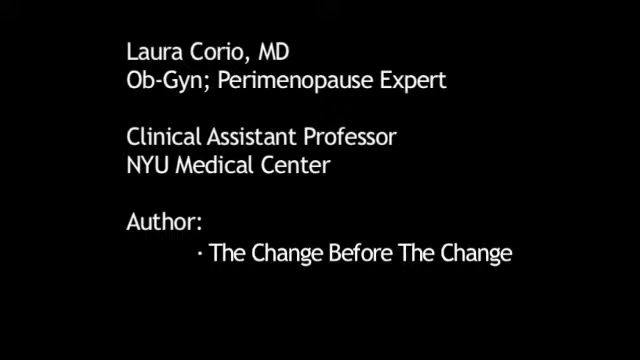 Laura Corio, MD
Ob-Gyn; Perimenopause Expert
Clinical Assistant Professor
NYU Medical Center
Author:
· The Change Before The Change